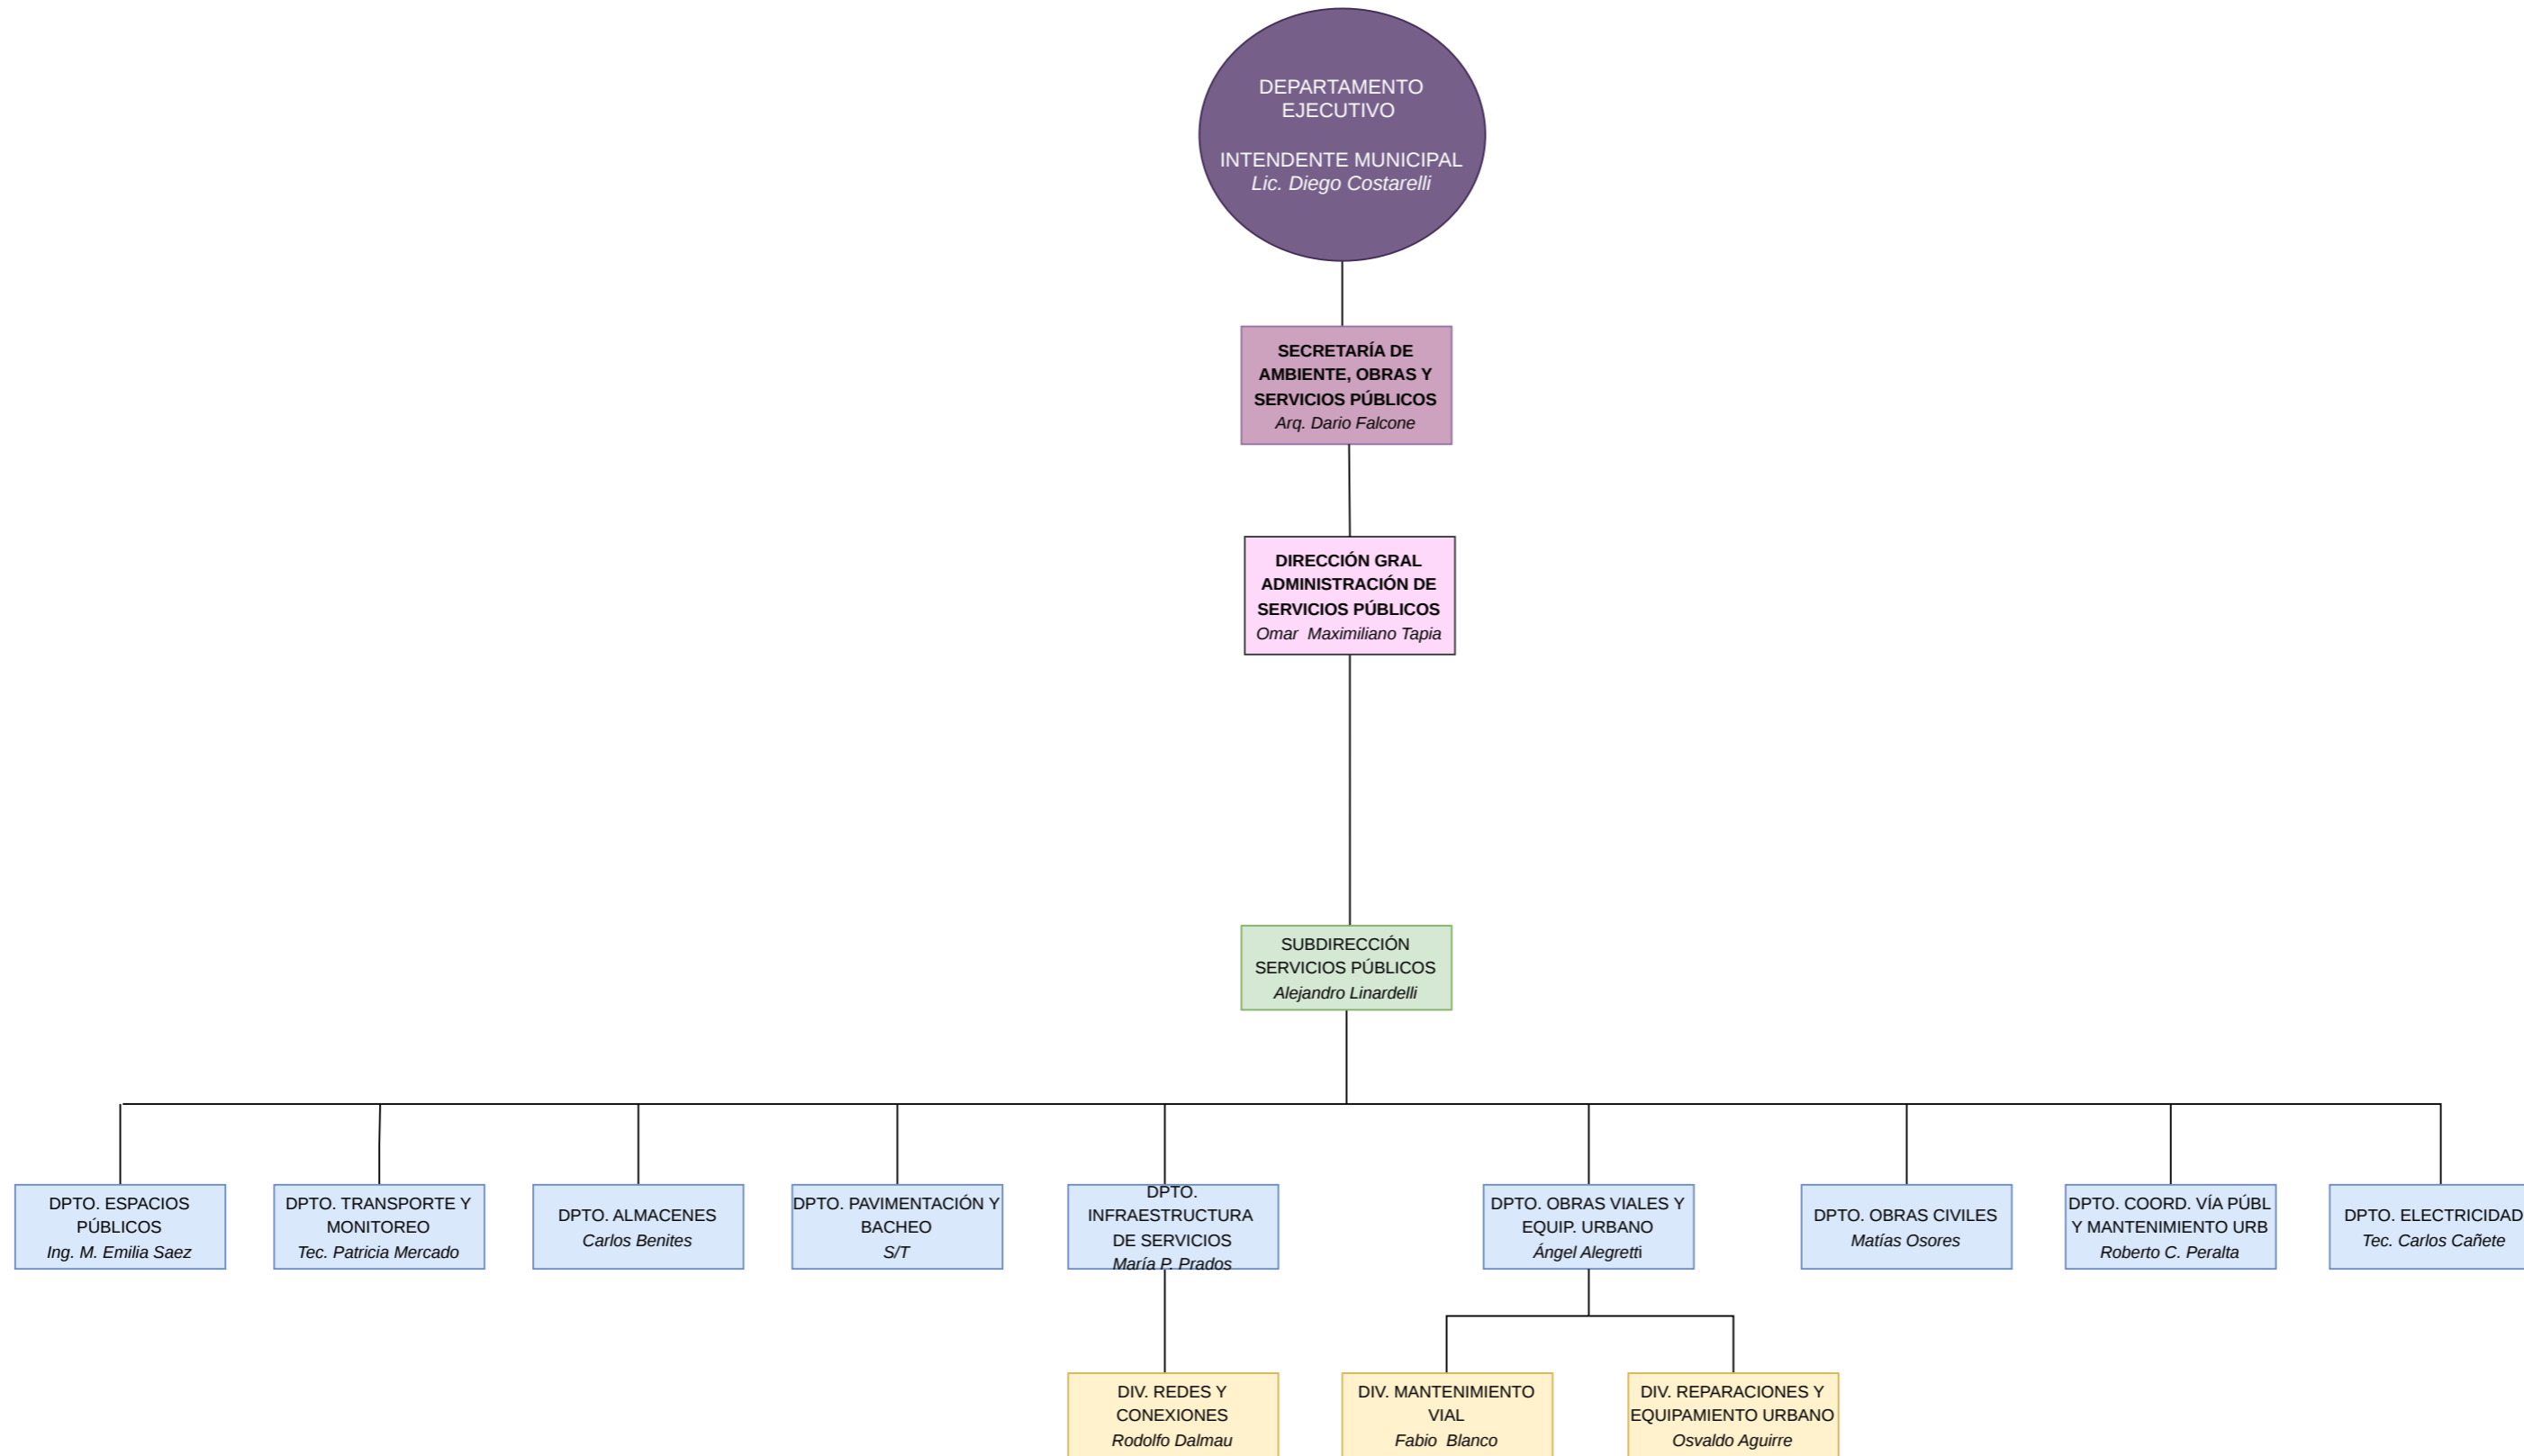 DEPARTAMENTO
EJECUTIVO
INTENDENTE MUNICIPAL
Lic. Diego Costarelli
SECRETARÍA DE
AMBIENTE, OBRAS Y
SERVICIOS PÚBLICOS
Arq. Dario Falcone
DIRECCIÓN GRAL
ADMINISTRACIÓN DE
SERVICIOS PÚBLICOS
Omar  Maximiliano Tapia
SUBDIRECCIÓN
SERVICIOS PÚBLICOS
Alejandro Linardelli
DPTO. ESPACIOS
PÚBLICOS
Ing. M. Emilia Saez
DPTO. TRANSPORTE Y
MONITOREO
Tec. Patricia Mercado
DPTO. ALMACENES
Carlos Benites
DPTO. PAVIMENTACIÓN Y
BACHEO
S/T
DPTO.
INFRAESTRUCTURA
DE SERVICIOS
María P. Prados
DPTO. OBRAS VIALES Y
EQUIP. URBANO
Ángel Alegretti
DPTO. OBRAS CIVILES
Matías Osores
DPTO. COORD. VÍA PÚBL
Y MANTENIMIENTO URB
Roberto C. Peralta
DPTO. ELECTRICIDAD
Tec. Carlos Cañete
DIV. REDES Y
CONEXIONES
Rodolfo Dalmau
DIV. MANTENIMIENTO
VIAL
Fabio  Blanco
DIV. REPARACIONES Y
EQUIPAMIENTO URBANO
Osvaldo Aguirre